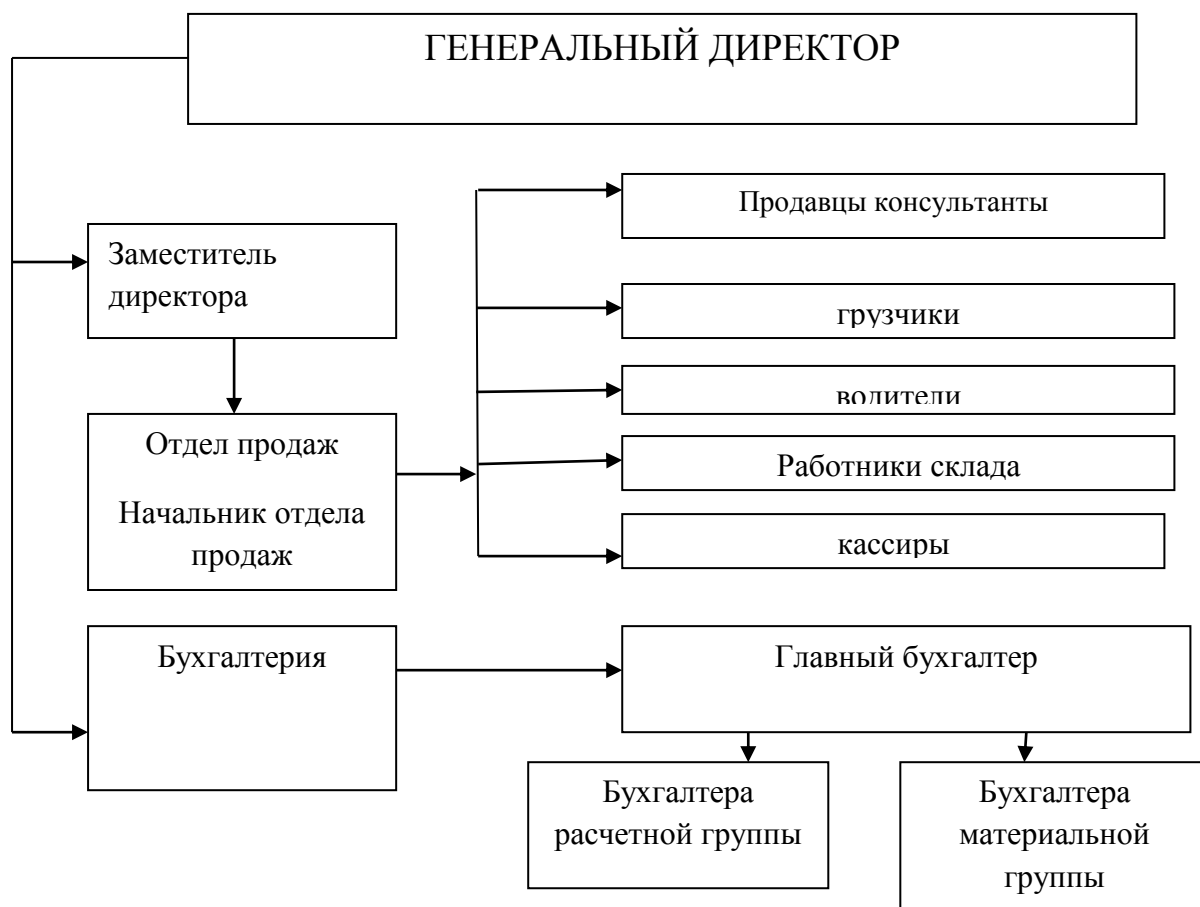 ГЕНЕРАЛЬНЫЙ ДИРЕКТОР
Продавцы консультанты
Заместитель
директора
грузчики
водители
Отдел продаж
Начальник отдела
продаж
Работники склада
кассиры
Бухгалтерия
Главный бухгалтер
Бухгалтера
расчетной группы
Бухгалтера
материальной
группы